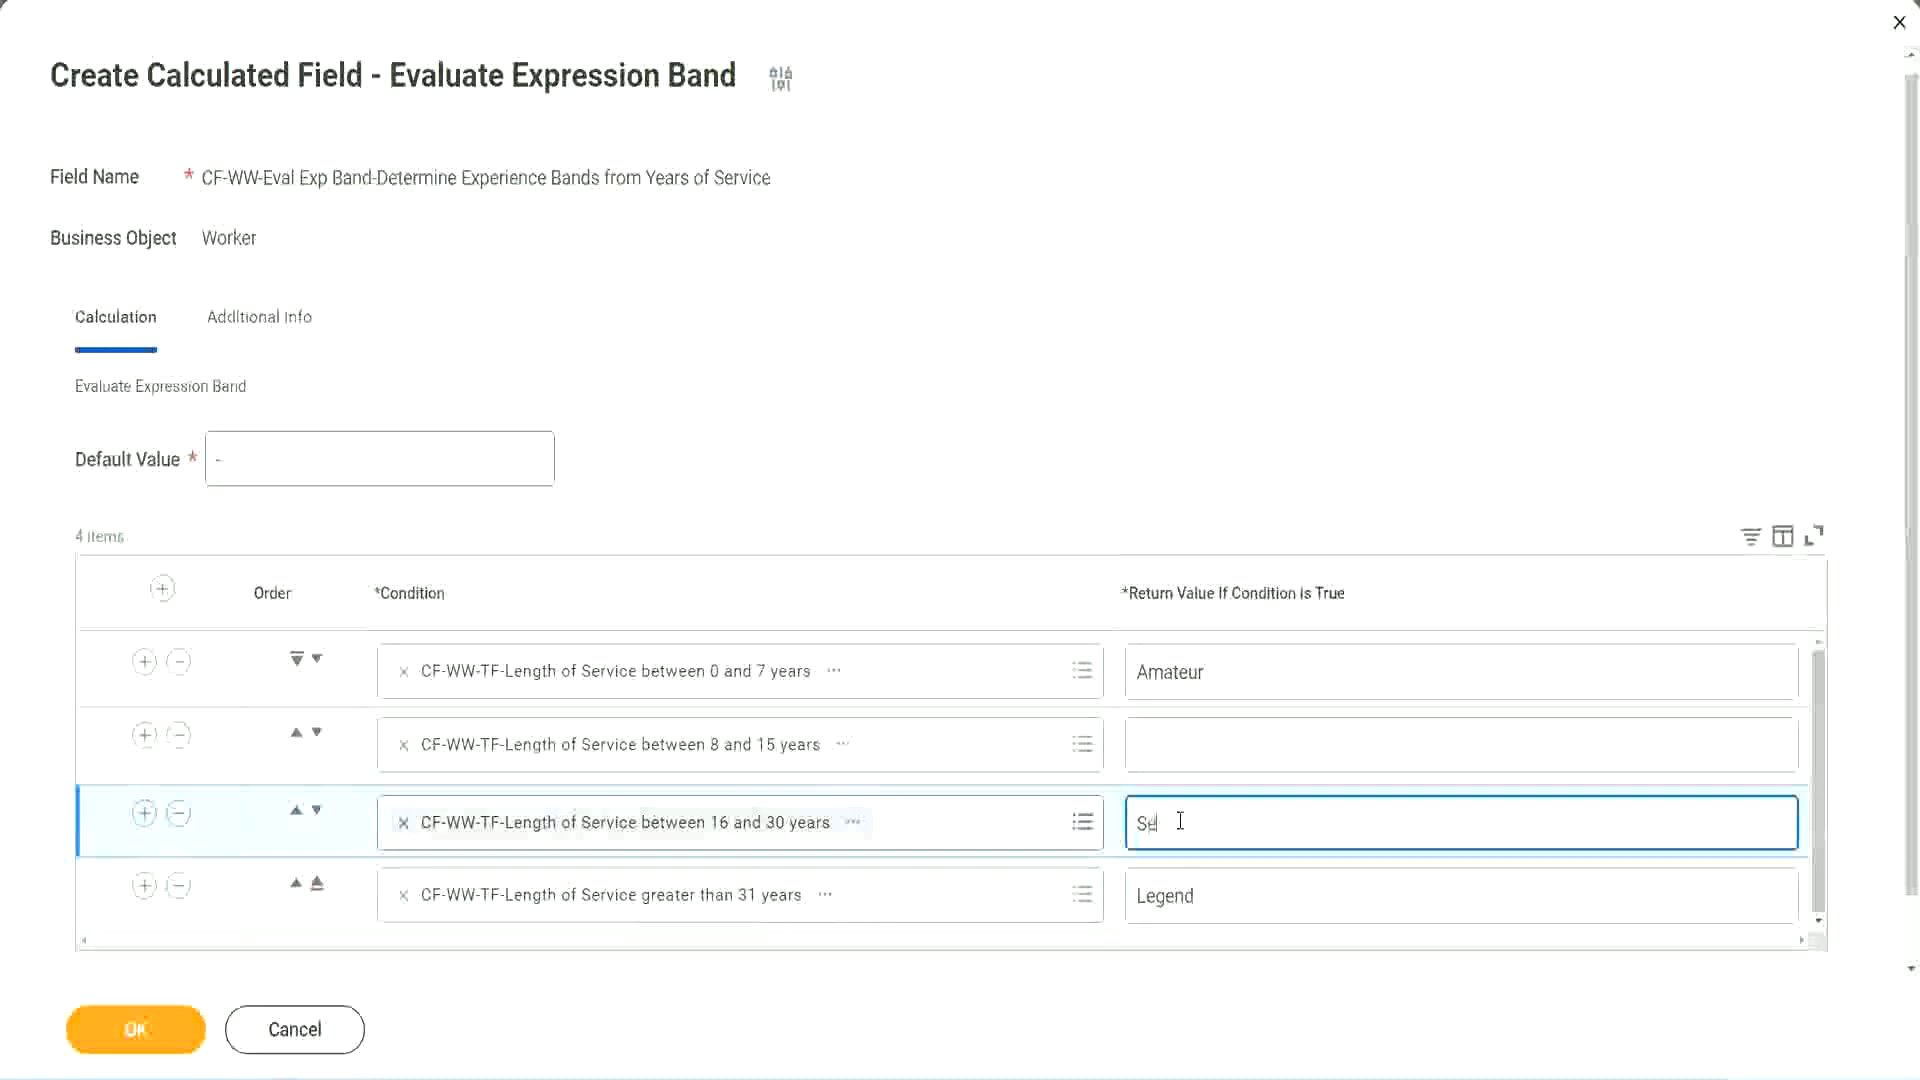 Create Calculated Field - Evaluate Expression Band
Field Name * CF-WW-Eval Exp Band-Determine Experience Bands from Years of Service
Business Object Worker
Calculation Additional Info
Evaluate Expression Band
Default Value * -
4 items
Order *Condition *Return Value If Condition is True
CF-WW-TF-Length of Service between 0 and 7 years Amateur
CF-WW-TF-Length of Service between 8 and 15 years
CF-WW-TF-Length of Service between 16 and 30 years
CF-WW-TF-Length of Service greater than 31 years Legend
OK Cancel